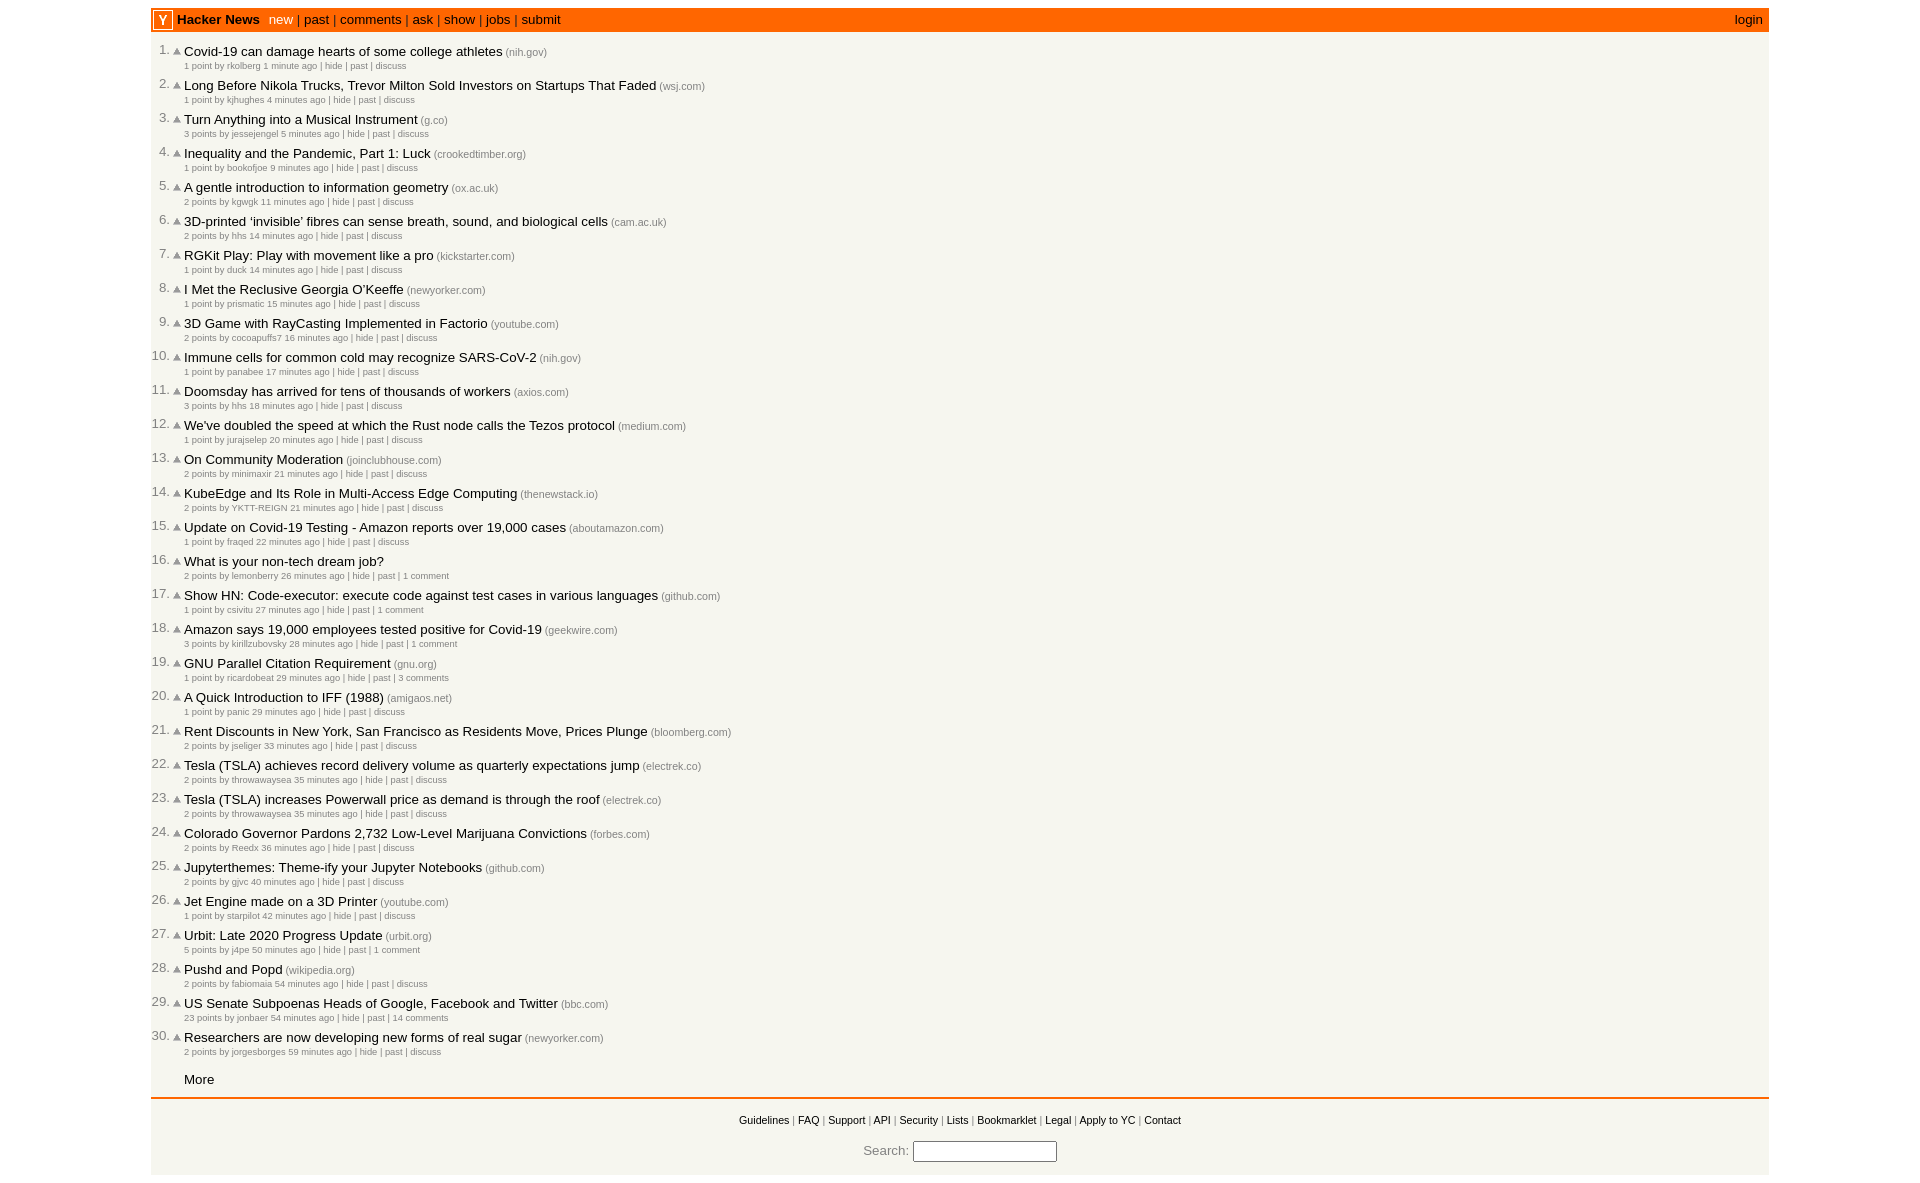 Y Hacker News new | past | comments | ask | show | jobs | submit login
1. Covid-19 can damage hearts of some college athletes (nih.gov)
1 point by rkolberg 1 minute ago | hide | past | discuss
2. Long Before Nikola Trucks, Trevor Milton Sold Investors on Startups That Faded (wsj.com)
1 point by kjhughes 4 minutes ago | hide | past | discuss
3. Turn Anything into a Musical Instrument (g.co)
3 points by jessejengel 5 minutes ago | hide | past | discuss
4. Inequality and the Pandemic, Part 1: Luck (crookedtimber.org)
1 point by bookofjoe 9 minutes ago | hide | past | discuss
5. A gentle introduction to information geometry (ox.ac.uk)
2 points by kgwgk 11 minutes ago | hide | past | discuss
6. 3D-printed ‘invisible’ fibres can sense breath, sound, and biological cells (cam.ac.uk)
2 points by hhs 14 minutes ago | hide | past | discuss
7. RGKit Play: Play with movement like a pro (kickstarter.com)
1 point by duck 14 minutes ago | hide | past | discuss
8. I Met the Reclusive Georgia O’Keeffe (newyorker.com)
1 point by prismatic 15 minutes ago | hide | past | discuss
9. 3D Game with RayCasting Implemented in Factorio (youtube.com)
2 points by cocoapuffs7 16 minutes ago | hide | past | discuss
10. Immune cells for common cold may recognize SARS-CoV-2 (nih.gov)
1 point by panabee 17 minutes ago | hide | past | discuss
11. Doomsday has arrived for tens of thousands of workers (axios.com)
3 points by hhs 18 minutes ago | hide | past | discuss
12. We've doubled the speed at which the Rust node calls the Tezos protocol (medium.com)
1 point by jurajselep 20 minutes ago | hide | past | discuss
13. On Community Moderation (joinclubhouse.com)
2 points by minimaxir 21 minutes ago | hide | past | discuss
14. KubeEdge and Its Role in Multi-Access Edge Computing (thenewstack.io)
2 points by YKTT-REIGN 21 minutes ago | hide | past | discuss
15. Update on Covid-19 Testing - Amazon reports over 19,000 cases (aboutamazon.com)
1 point by fraqed 22 minutes ago | hide | past | discuss
16. What is your non-tech dream job?
2 points by lemonberry 26 minutes ago | hide | past | 1 comment
17. Show HN: Code-executor: execute code against test cases in various languages (github.com)
1 point by csivitu 27 minutes ago | hide | past | 1 comment
18. Amazon says 19,000 employees tested positive for Covid-19 (geekwire.com)
3 points by kirillzubovsky 28 minutes ago | hide | past | 1 comment
19. GNU Parallel Citation Requirement (gnu.org)
1 point by ricardobeat 29 minutes ago | hide | past | 3 comments
20. A Quick Introduction to IFF (1988) (amigaos.net)
1 point by panic 29 minutes ago | hide | past | discuss
21. Rent Discounts in New York, San Francisco as Residents Move, Prices Plunge (bloomberg.com)
2 points by jseliger 33 minutes ago | hide | past | discuss
22. Tesla (TSLA) achieves record delivery volume as quarterly expectations jump (electrek.co)
2 points by throwawaysea 35 minutes ago | hide | past | discuss
23. Tesla (TSLA) increases Powerwall price as demand is through the roof (electrek.co)
2 points by throwawaysea 35 minutes ago | hide | past | discuss
24. Colorado Governor Pardons 2,732 Low-Level Marijuana Convictions (forbes.com)
2 points by Reedx 36 minutes ago | hide | past | discuss
25. Jupyterthemes: Theme-ify your Jupyter Notebooks (github.com)
2 points by gjvc 40 minutes ago | hide | past | discuss
26. Jet Engine made on a 3D Printer (youtube.com)
1 point by starpilot 42 minutes ago | hide | past | discuss
27. Urbit: Late 2020 Progress Update (urbit.org)
5 points by j4pe 50 minutes ago | hide | past | 1 comment
28. Pushd and Popd (wikipedia.org)
2 points by fabiomaia 54 minutes ago | hide | past | discuss
29. US Senate Subpoenas Heads of Google, Facebook and Twitter (bbc.com)
23 points by jonbaer 54 minutes ago | hide | past | 14 comments
30. Researchers are now developing new forms of real sugar (newyorker.com)
2 points by jorgesborges 59 minutes ago | hide | past | discuss
More
Guidelines | FAQ | Support | API | Security | Lists | Bookmarklet | Legal | Apply to YC | Contact
Search: